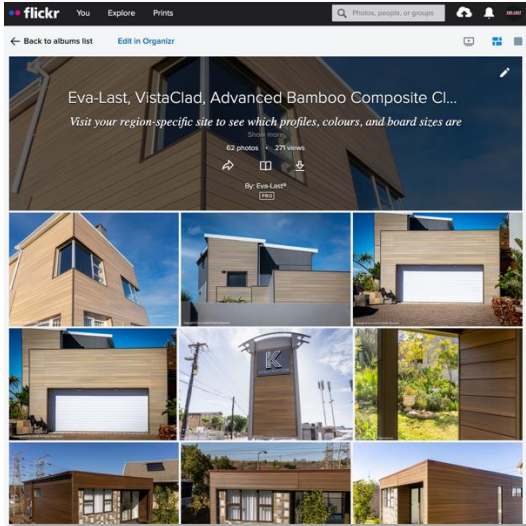 flickr You Explore Prints Photos, people, or groups
Back to albums list Edit in Organizr
Eva-Last, VistaClad, Advanced Bamboo Composite Cl...
Visit your region-specific site to see which profiles, colours, and board sizes are
Show more
62 photos • 271 views
By: Eva-Last®
PRO
K